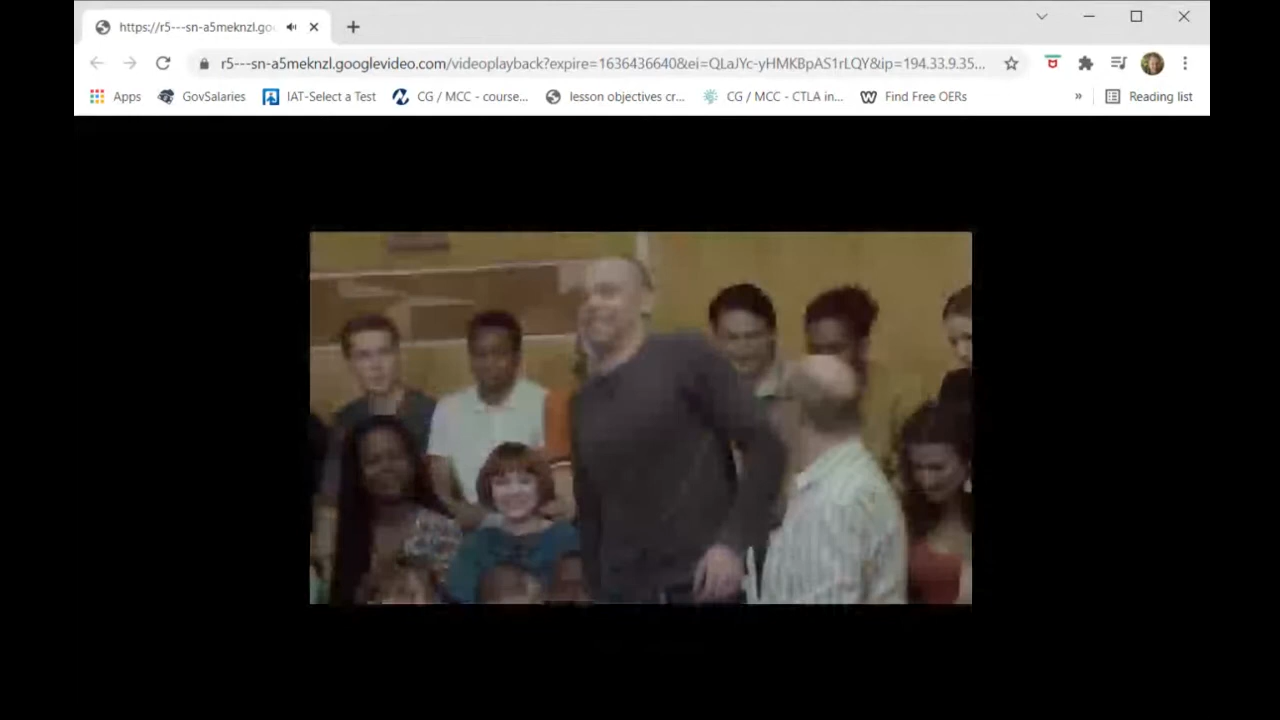 https://r5---sn-a5meknzl.goo
r5---sn-a5meknzl.googlevideo.com/videoplayback?expire=1636436640&ei=QLaJYc-yHMKBpAS1rLQY&ip=194.33.9.35...
Apps GovSalaries IAT-Select a Test CG / MCC - course... lesson objectives cr... CG / MCC - CTLA in... Find Free OERs » Reading list